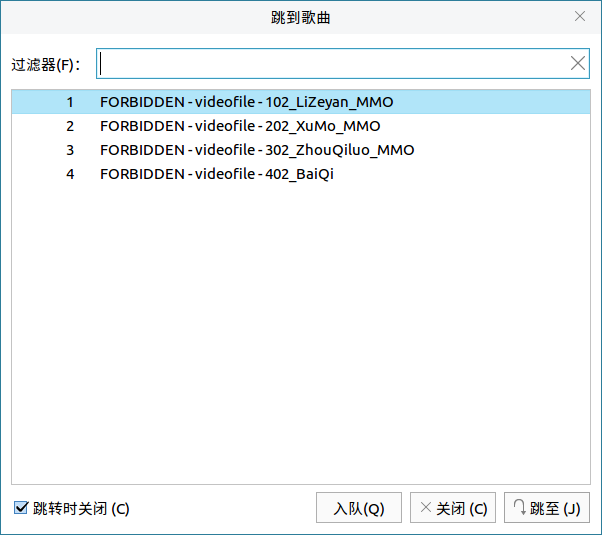 跳到歌曲
过滤器(F):
1 FORBIDDEN - videofile - 102_LiZeyan_MMO
2 FORBIDDEN - videofile - 202_XuMo_MMO
3 FORBIDDEN - videofile - 302_ZhouQiluo_MMO
4 FORBIDDEN - videofile - 402_BaiQi
跳转时关闭 (C) 入队(Q) 关闭 (C) 跳至 (J)